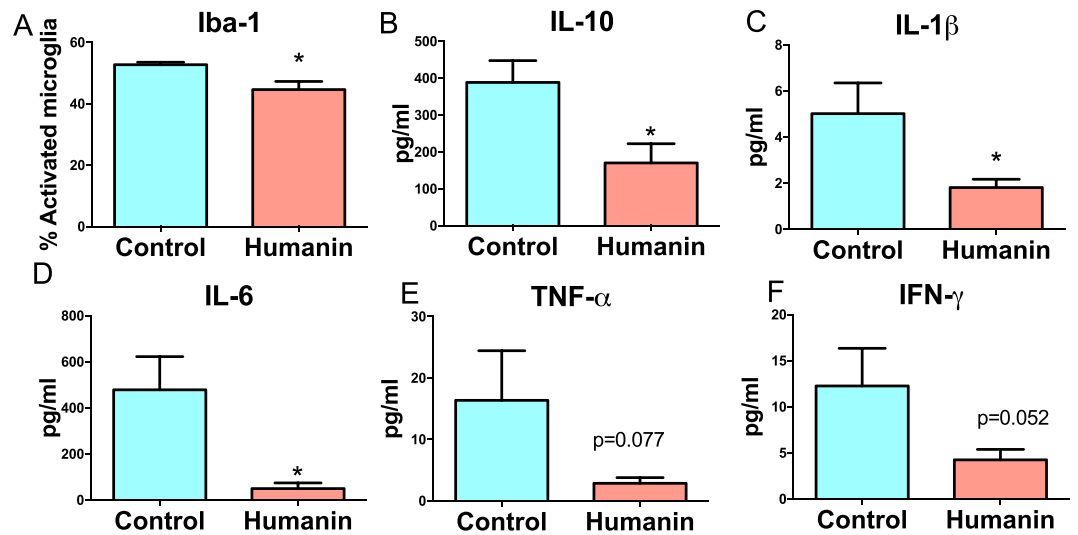 A
Iba-1
% Activated microglia
60
40
20
0
*
Control Humanin
B
IL-10
pg/ml
500
400
300
200
100
0
*
Control Humanin
C
IL-1β
pg/ml
8
6
4
2
0
*
Control Humanin
D
IL-6
pg/ml
800
600
400
200
0
*
Control Humanin
E
TNF-α
pg/ml
30
20
10
0
p=0.077
Control Humanin
F
IFN-γ
pg/ml
20
15
10
5
0
p=0.052
Control Humanin